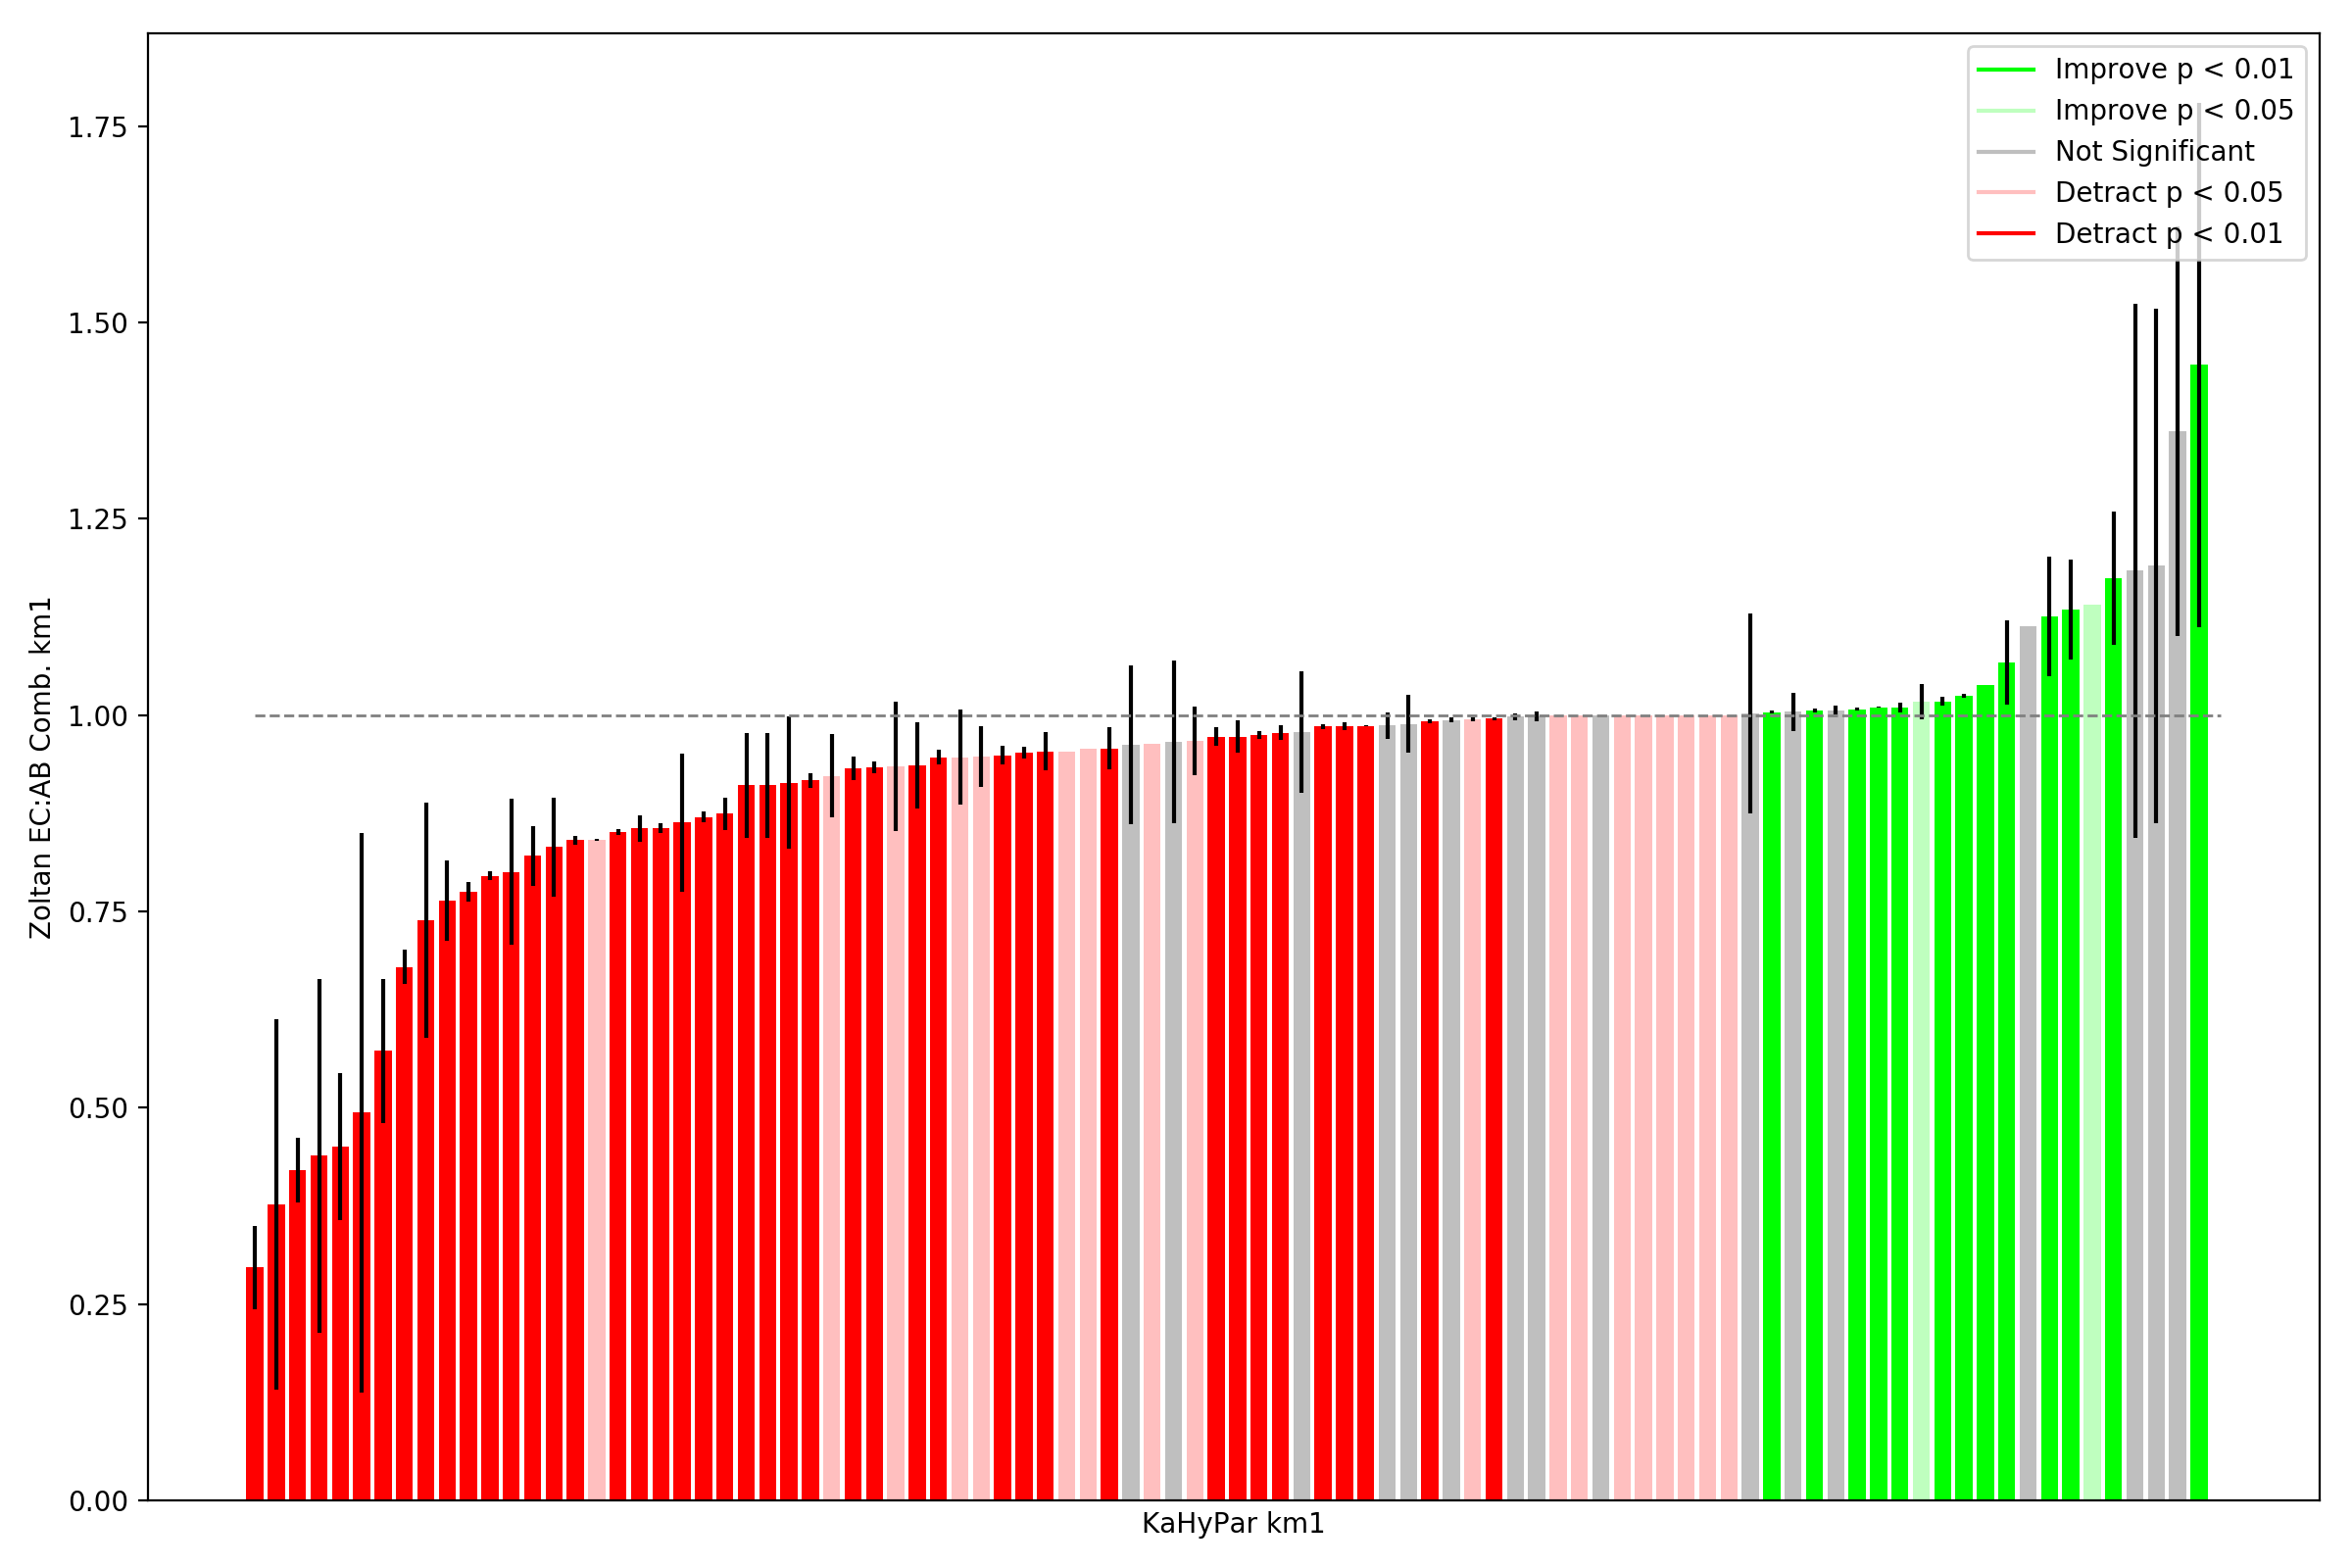 Improve p < 0.01
Improve p < 0.05
Not Significant
Detract p < 0.05
Detract p < 0.01
1.75
1.50
1.25
1.00
0.75
0.50
0.25
0.00
Zoltan EC:AB Comb. km1
KaHyPar km1